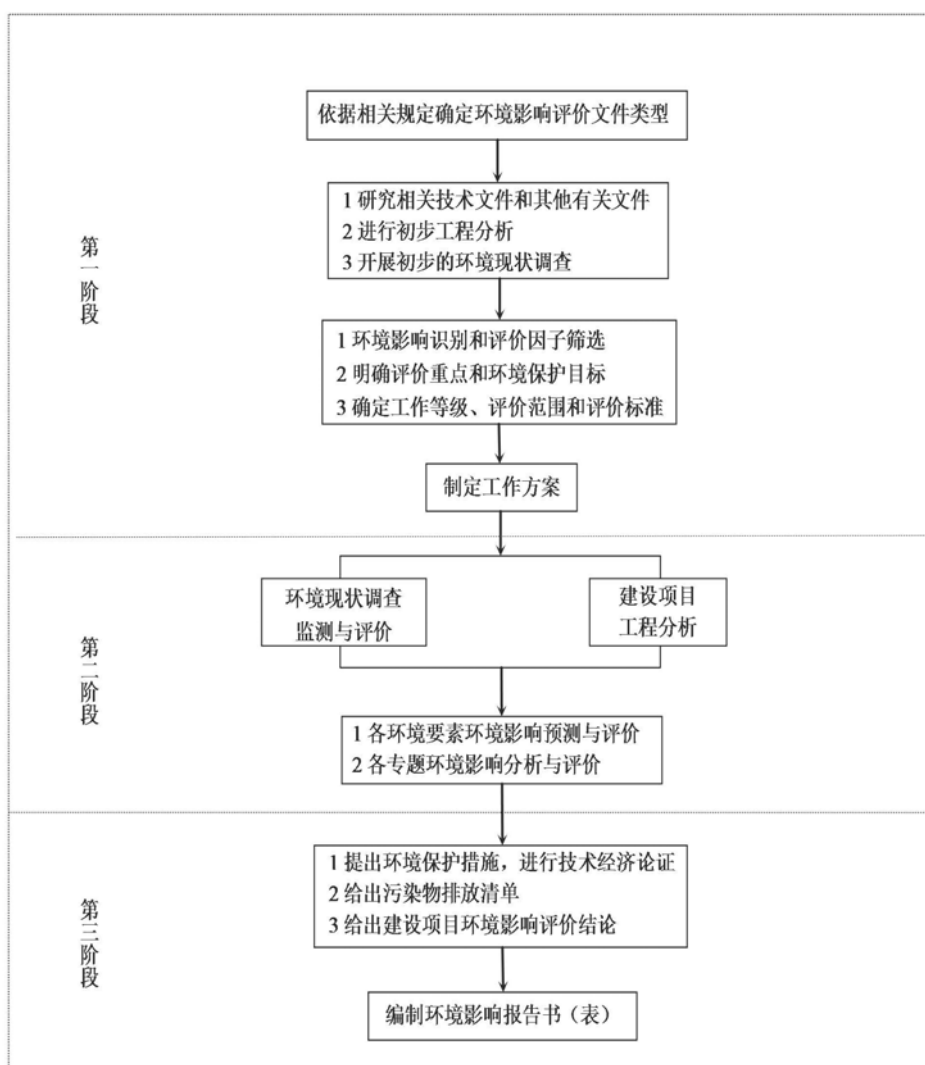 依据相关规定确定环境影响评价文件类型
1 研究相关技术文件和其他有关文件
2 进行初步工程分析
3 开展初步的环境现状调查
第一阶段
1 环境影响识别和评价因子筛选
2 明确评价重点和环境保护目标
3 确定工作等级、评价范围和评价标准
制定工作方案
环境现状调查
监测与评价
建设项目
工程分析
第二阶段
1 各环境要素环境影响预测与评价
2 各专题环境影响分析与评价
1 提出环境保护措施，进行技术经济论证
2 给出污染物排放清单
3 给出建设项目环境影响评价结论
第三阶段
编制环境影响报告书（表）